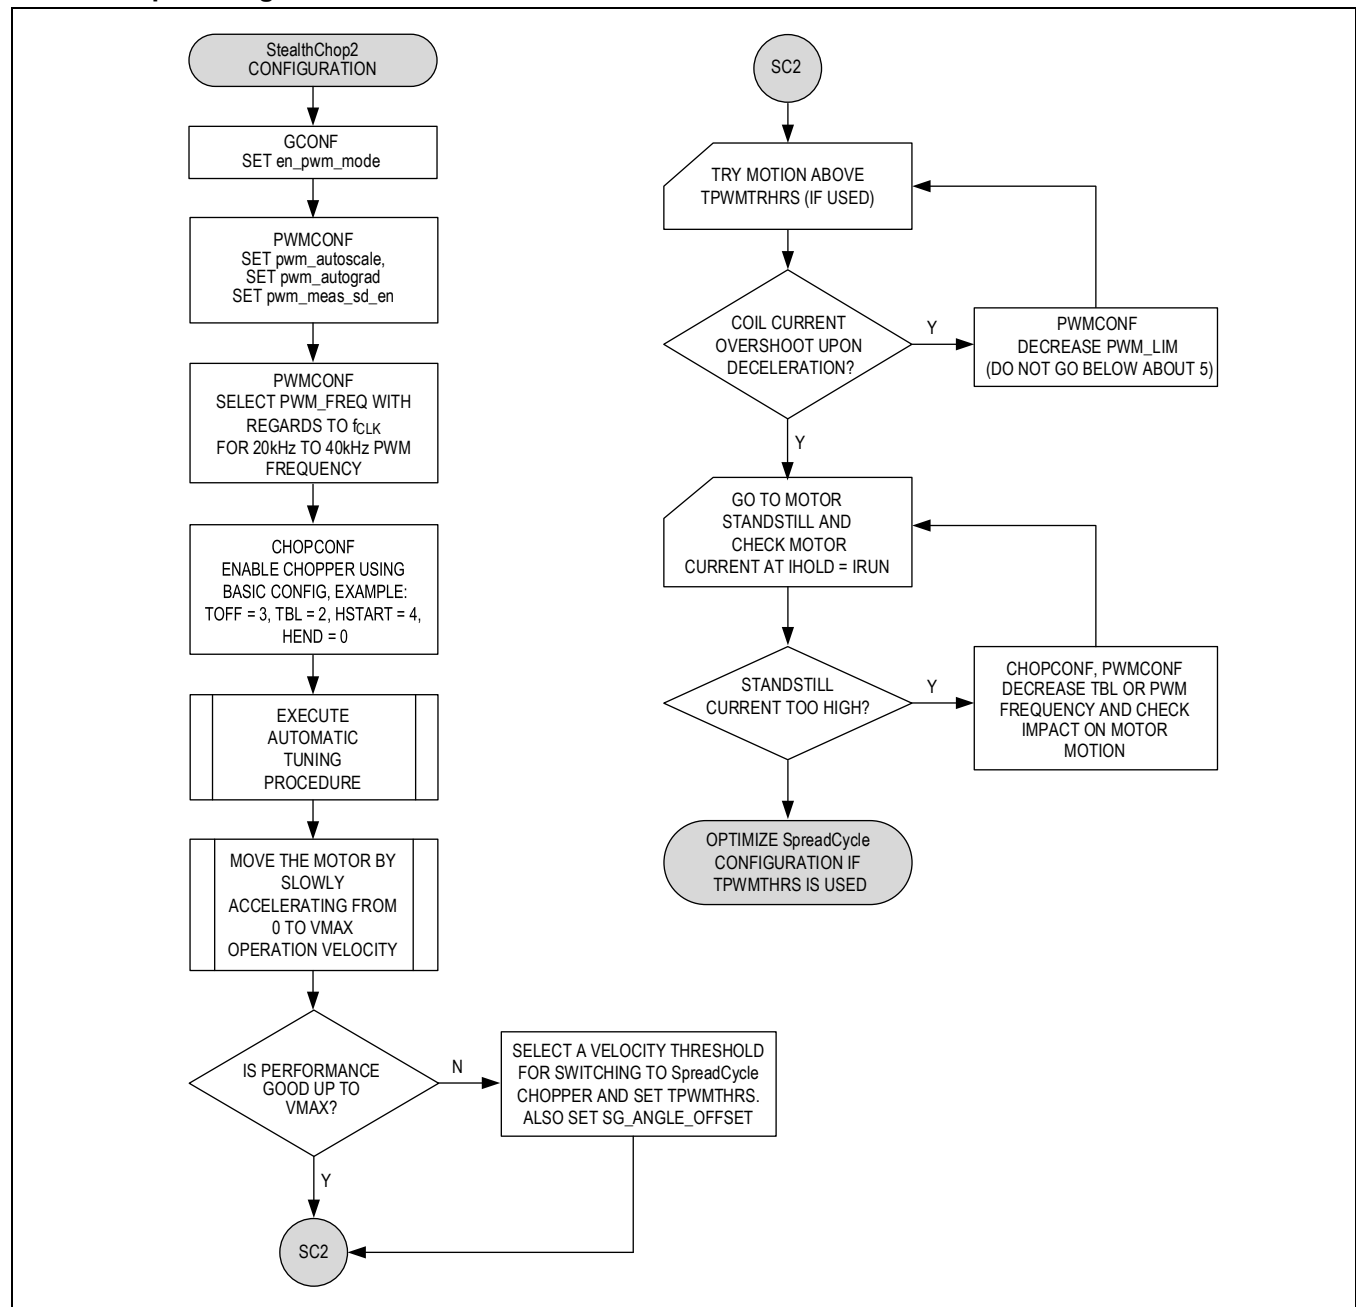 StealthChop2
CONFIGURATION
GCONF
SET en_pwm_mode
PWMCONF
SET pwm_autoscale,
SET pwm_autograd
SET pwm_meas_sd_en
PWMCONF
SELECT PWM_FREQ WITH
REGARDS TO fCLK
FOR 20kHz TO 40kHz PWM
FREQUENCY
CHOPCONF
ENABLE CHOPPER USING
BASIC CONFIG, EXAMPLE:
TOFF = 3, TBL = 2, HSTART = 4,
HEND = 0
EXECUTE
AUTOMATIC
TUNING
PROCEDURE
MOVE THE MOTOR BY
SLOWLY
ACCELERATING FROM
0 TO VMAX
OPERATION VELOCITY
IS PERFORMANCE
GOOD UP TO
VMAX?
N
SELECT A VELOCITY THRESHOLD
FOR SWITCHING TO SpreadCycle
CHOPPER AND SET TPWMTHRS.
ALSO SET SG_ANGLE_OFFSET
Y
SC2
SC2
TRY MOTION ABOVE
TPWMTRHRS (IF USED)
COIL CURRENT
OVERSHOOT UPON
DECELERATION?
Y
PWMCONF
DECREASE PWM_LIM
(DO NOT GO BELOW ABOUT 5)
Y
GO TO MOTOR
STANDSTILL AND
CHECK MOTOR
CURRENT AT IHOLD = IRUN
STANDSTILL
CURRENT TOO HIGH?
Y
CHOPCONF, PWMCONF
DECREASE TBL OR PWM
FREQUENCY AND CHECK
IMPACT ON MOTOR
MOTION
OPTIMIZE SpreadCycle
CONFIGURATION IF
TPWMTHRS IS USED